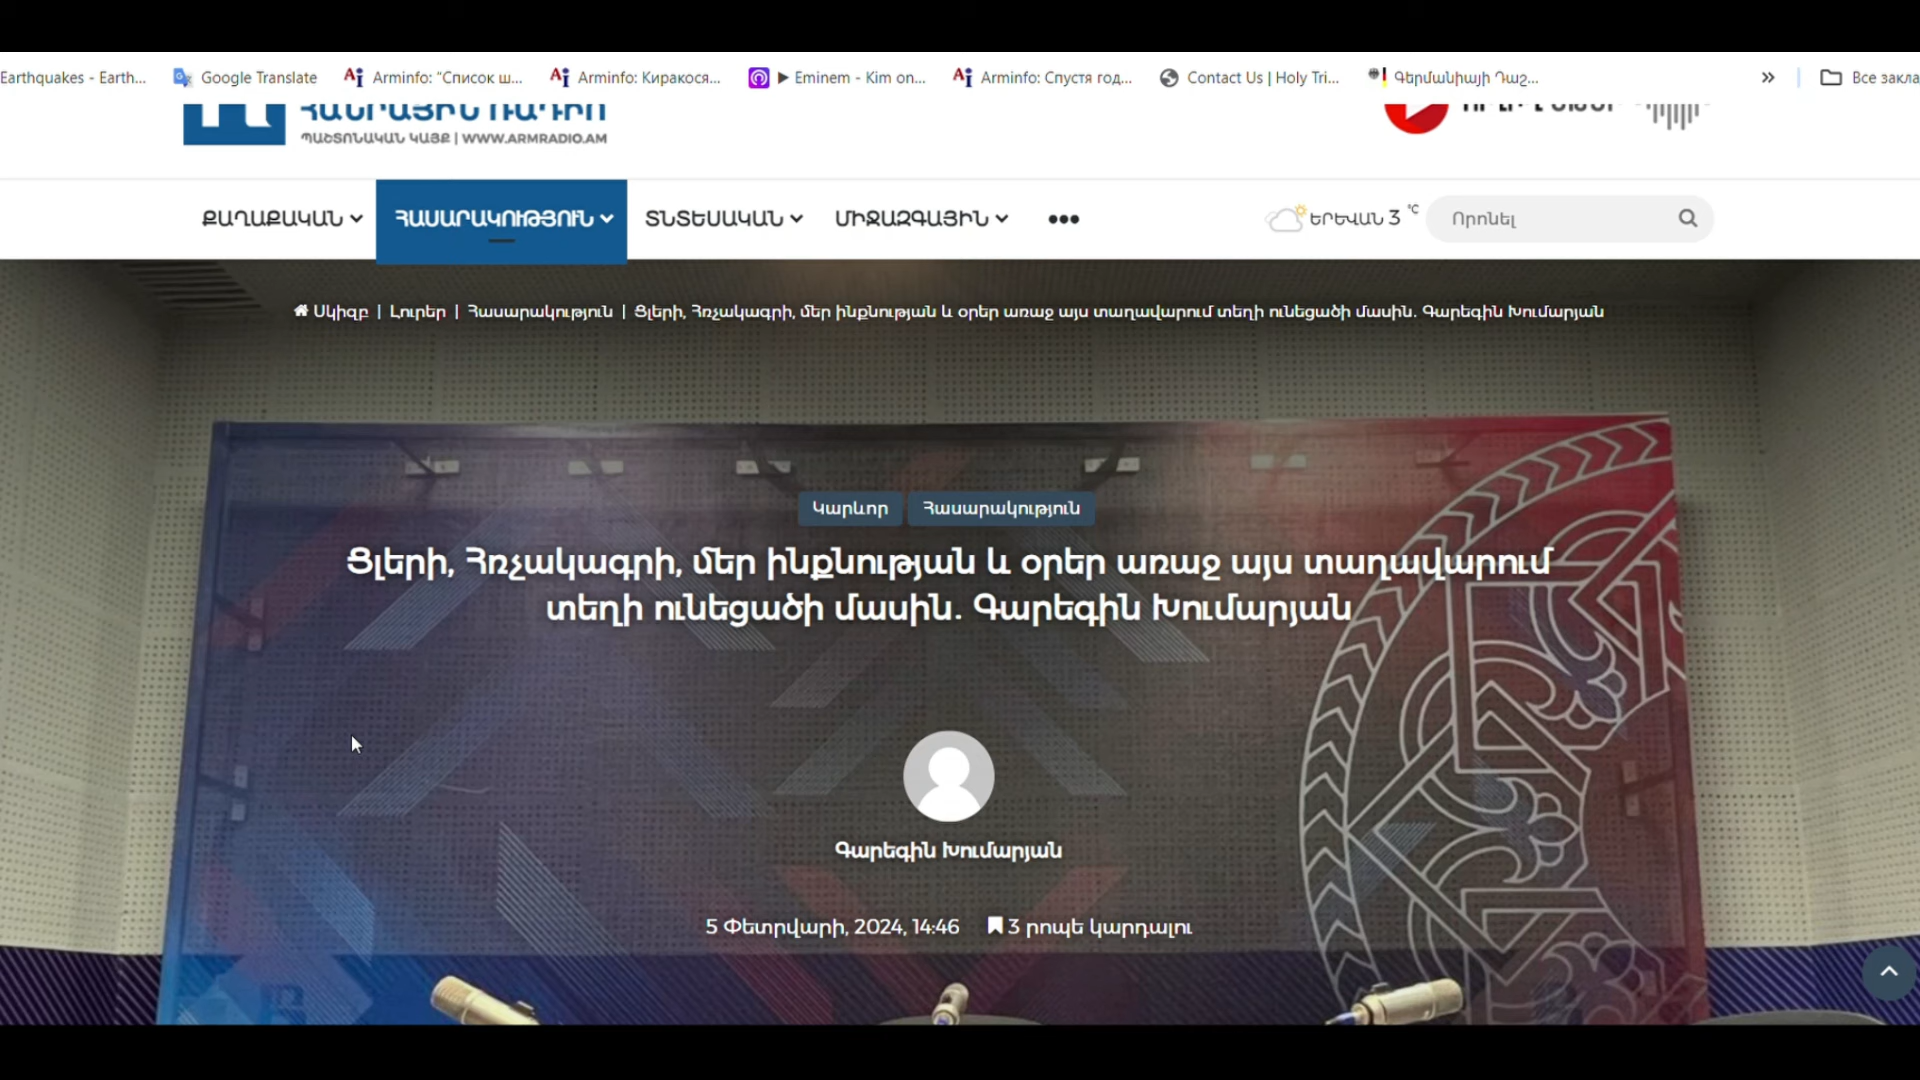 Earthquakes - Earth... Google Translate Arminfo: “Список ш... Arminfo: Киракося... Eminem - Kim on... Arminfo: Спустя год... Contact Us | Holy Tri... Գերմանիայի Դաշ... » Все закла
ՀԱՆՐԱՅԻՆ ՌԱԴԻՈ
ՊԱՇՏՈՆԱԿԱՆ ԿԱՅՔ | WWW.ARMRADIO.AM
ՔԱՂԱՔԱԿԱՆ ՀԱՍԱՐԱԿՈՒԹՅՈՒՆ ՏՆՏԵՍԱԿԱՆ ՄԻՋԱԶԳԱՅԻՆ ••• ԵՐԵՎԱՆ 3 °C Որոնել
Սկիզբ | Լուրեր | Հասարակություն | Ցլերի, Հռչակագրի, մեր ինքնության և օրեր առաջ այս տաղավարում տեղի ունեցածի մասին. Գարեգին Խումարյան
Կարևոր Հասարակություն
Ցլերի, Հռչակագրի, մեր ինքնության և օրեր առաջ այս տաղավարում
տեղի ունեցածի մասին. Գարեգին Խումարյան
Գարեգին Խումարյան
5 Փետրվարի, 2024, 14:46 3 րոպե կարդալու